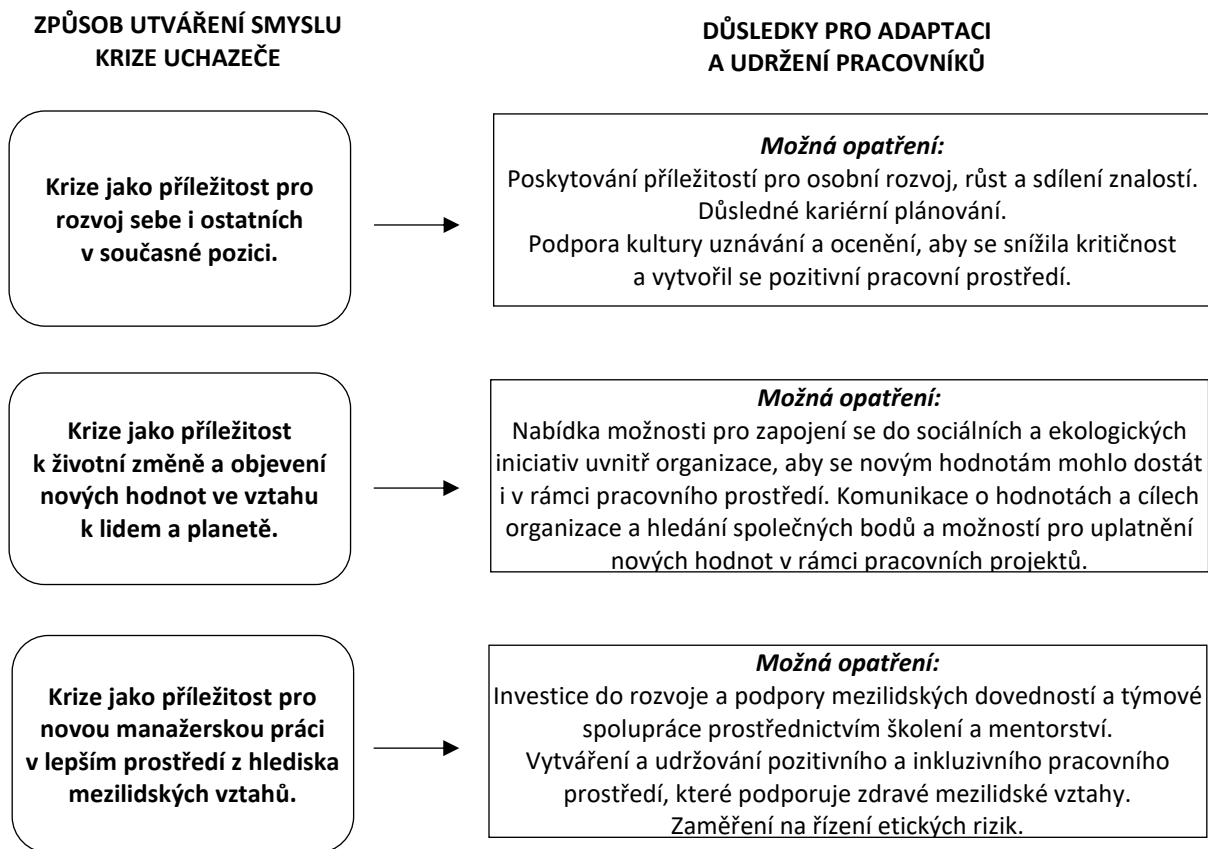 ZPŮSOB UTVÁŘENÍ SMYSLU
KRIZE UCHAZEČE
DŮSLEDKY PRO ADAPTACI
A UDRŽENÍ PRACOVNÍKŮ
Krize jako příležitost pro
rozvoj sebe i ostatních
v současné pozici.
Možná opatření:
Poskytování příležitostí pro osobní rozvoj, růst a sdílení znalostí.
Důsledné kariérní plánování.
Podpora kultury uznávání a ocenění, aby se snížila kritičnost
a vytvořil se pozitivní pracovní prostředí.
Krize jako příležitost
k životní změně a objevení
nových hodnot ve vztahu
k lidem a planetě.
Možná opatření:
Nabídka možnosti pro zapojení se do sociálních a ekologických
iniciativ uvnitř organizace, aby se novým hodnotám mohlo dostát
i v rámci pracovního prostředí. Komunikace o hodnotách a cílech
organizace a hledání společných bodů a možností pro uplatnění
nových hodnot v rámci pracovních projektů.
Krize jako příležitost pro
novou manažerskou práci
v lepším prostředí z hlediska
mezilidských vztahů.
Možná opatření:
Investice do rozvoje a podpory mezilidských dovedností a týmové
spolupráce prostřednictvím školení a mentorství.
Vytváření a udržování pozitivního a inkluzivního pracovního
prostředí, které podporuje zdravé mezilidské vztahy.
Zaměření na řízení etických rizik.